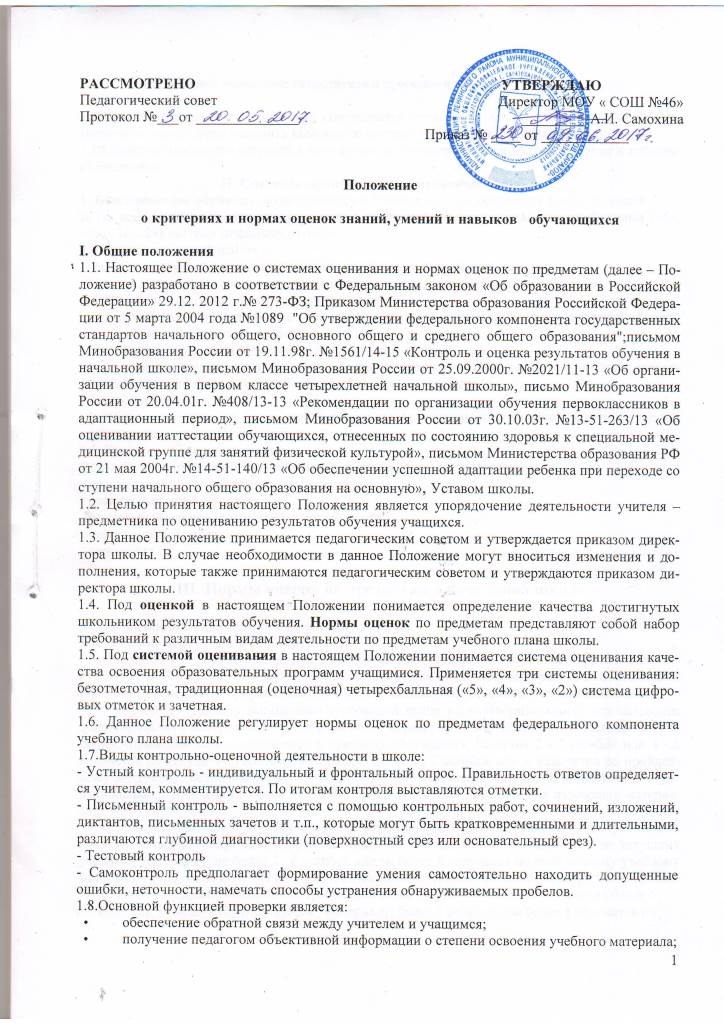 РАССМОТРЕНО УТВЕРЖДАЮ
Педагогический совет Директор МОУ « СОШ №46»
Протокол № 3 от 20. 05. 2017. А.И. Самохина
Приказ № 230 от 2017г.
Положение
о критериях и нормах оценок знаний, умений и навыков обучающихся
I. Общие положения
1.1. Настоящее Положение о системах оценивания и нормах оценок по предметам (далее – По-
ложение) разработано в соответствии с Федеральным законом «Об образовании в Российской
Федерации» 29.12. 2012 г.№ 273-ФЗ; Приказом Министерства образования Российской Федера-
ции от 5 марта 2004 года №1089 "Об утверждении федерального компонента государственных
стандартов начального общего, основного общего и среднего общего образования";письмом
Минобразования России от 19.11.98г. №1561/14-15 «Контроль и оценка результатов обучения в
начальной школе», письмом Минобразования России от 25.09.2000г. №2021/11-13 «Об органи-
зации обучения в первом классе четырехлетней начальной школы», письмо Минобразования
России от 20.04.01г. №408/13-13 «Рекомендации по организации обучения первоклассников в
адаптационный период», письмом Минобразования России от 30.10.03г. №13-51-263/13 «Об
оценивании иаттестации обучающихся, отнесенных по состоянию здоровья к специальной ме-
дицинской группе для занятий физической культурой», письмом Министерства образования РФ
от 21 мая 2004г. №14-51-140/13 «Об обеспечении успешной адаптации ребенка при переходе со
ступени начального общего образования на основную», Уставом школы.
1.2. Целью принятия настоящего Положения является упорядочение деятельности учителя –
предметника по оцениванию результатов обучения учащихся.
1.3. Данное Положение принимается педагогическим советом и утверждается приказом дирек-
тора школы. В случае необходимости в данное Положение могут вноситься изменения и до-
полнения, которые также принимаются педагогическим советом и утверждаются приказом ди-
ректора школы.
1.4. Под оценкой в настоящем Положении понимается определение качества достигнутых
школьником результатов обучения. Нормы оценок по предметам представляют собой набор
требований к различным видам деятельности по предметам учебного плана школы.
1.5. Под системой оценивания в настоящем Положении понимается система оценивания каче-
ства освоения образовательных программ учащимися. Применяется три системы оценивания:
безотметочная, традиционная (оценочная) четырехбалльная («5», «4», «3», «2») система цифро-
вых отметок и зачетная.
1.6. Данное Положение регулирует нормы оценок по предметам федерального компонента
учебного плана школы.
1.7.Виды контрольно-оценочной деятельности в школе:
- Устный контроль - индивидуальный и фронтальный опрос. Правильность ответов определяет-
ся учителем, комментируется. По итогам контроля выставляются отметки.
- Письменный контроль - выполняется с помощью контрольных работ, сочинений, изложений,
диктантов, письменных зачетов и т.п., которые могут быть кратковременными и длительными,
различаются глубиной диагностики (поверхностный срез или основательный срез).
- Тестовый контроль
- Самоконтроль предполагает формирование умения самостоятельно находить допущенные
ошибки, неточности, намечать способы устранения обнаруживаемых пробелов.
1.8.Основной функцией проверки является:
• обеспечение обратной связи между учителем и учащимся;
• получение педагогом объективной информации о степени освоения учебного материала;
1